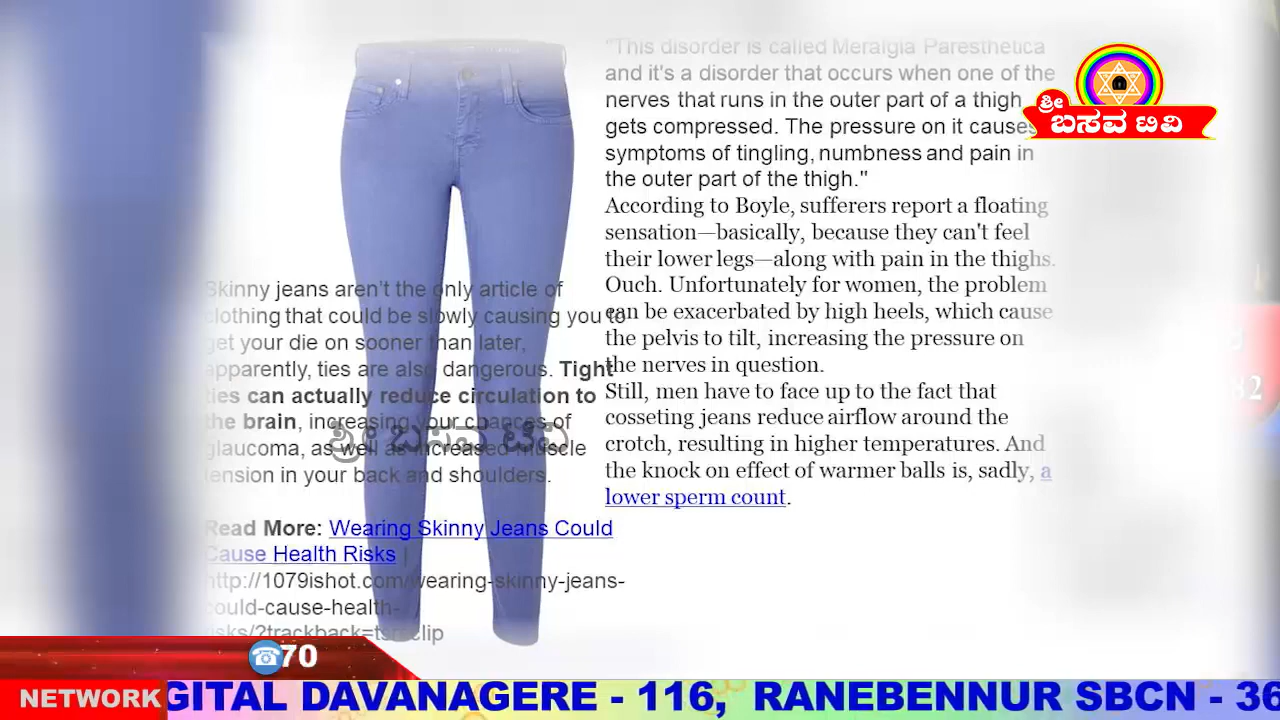 "This disorder is called Meralgia Paresthetica
and it's a disorder that occurs when one of the
nerves that runs in the outer part of a thigh
gets compressed. The pressure on it causes
symptoms of tingling, numbness and pain in
the outer part of the thigh."
According to Boyle, sufferers report a floating
sensation—basically, because they can't feel
their lower legs—along with pain in the thighs.
Ouch. Unfortunately for women, the problem
can be exacerbated by high heels, which cause
the pelvis to tilt, increasing the pressure on
the nerves in question.
Still, men have to face up to the fact that
cosseting jeans reduce airflow around the
crotch, resulting in higher temperatures. And
the knock on effect of warmer balls is, sadly, a
lower sperm count.
Skinny jeans aren't the only article of
clothing that could be slowly causing you to
get your die on sooner than later,
apparently, ties are also dangerous. Tight
ties can actually reduce circulation to
the brain, increasing your chances of
glaucoma, as well as increased muscle
tension in your back and shoulders.
Read More: Wearing Skinny Jeans Could
Cause Health Risks |
http://1079ishot.com/wearing-skinny-jeans-
could-cause-health-
risks/?trackback=tsmclip
ಶ್ರೀ ಬಸವ ಟಿವಿ
ಶ್ರೀ
ಬಸವ ಟಿವಿ
82
70
NETWORK
GITAL DAVANAGERE - 116, RANEBENNUR SBCN - 36